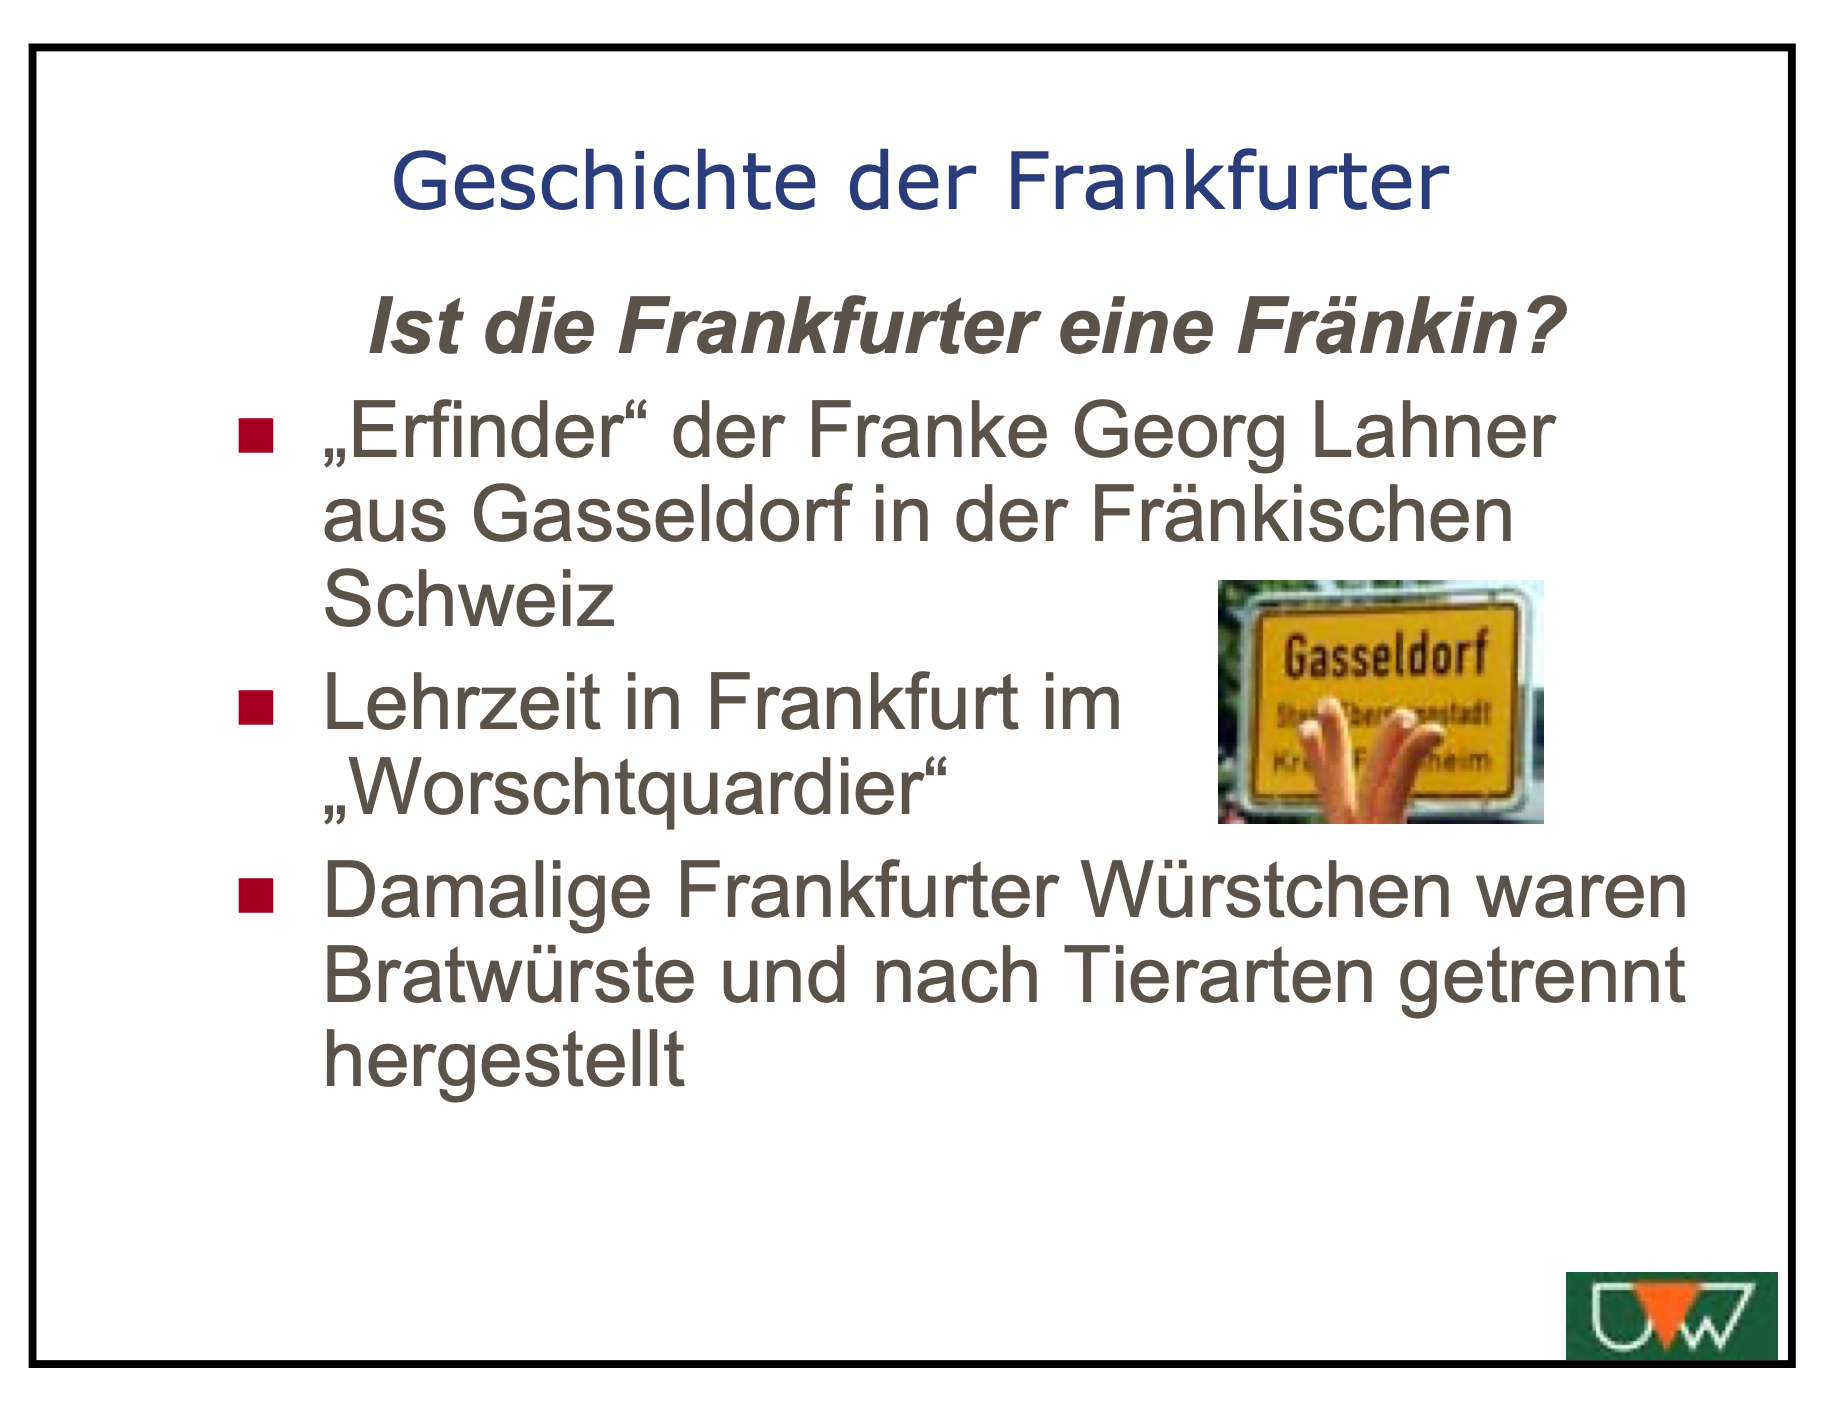 Geschichte der Frankfurter
Ist die Frankfurter eine Fränkin?
„Erfinder“ der Franke Georg Lahner
aus Gasseldorf in der Fränkischen
Schweiz
Gasseldorf
Lehrzeit in Frankfurt im
„Worschtquardier“
Damalige Frankfurter Würstchen waren
Bratwürste und nach Tierarten getrennt
hergestellt